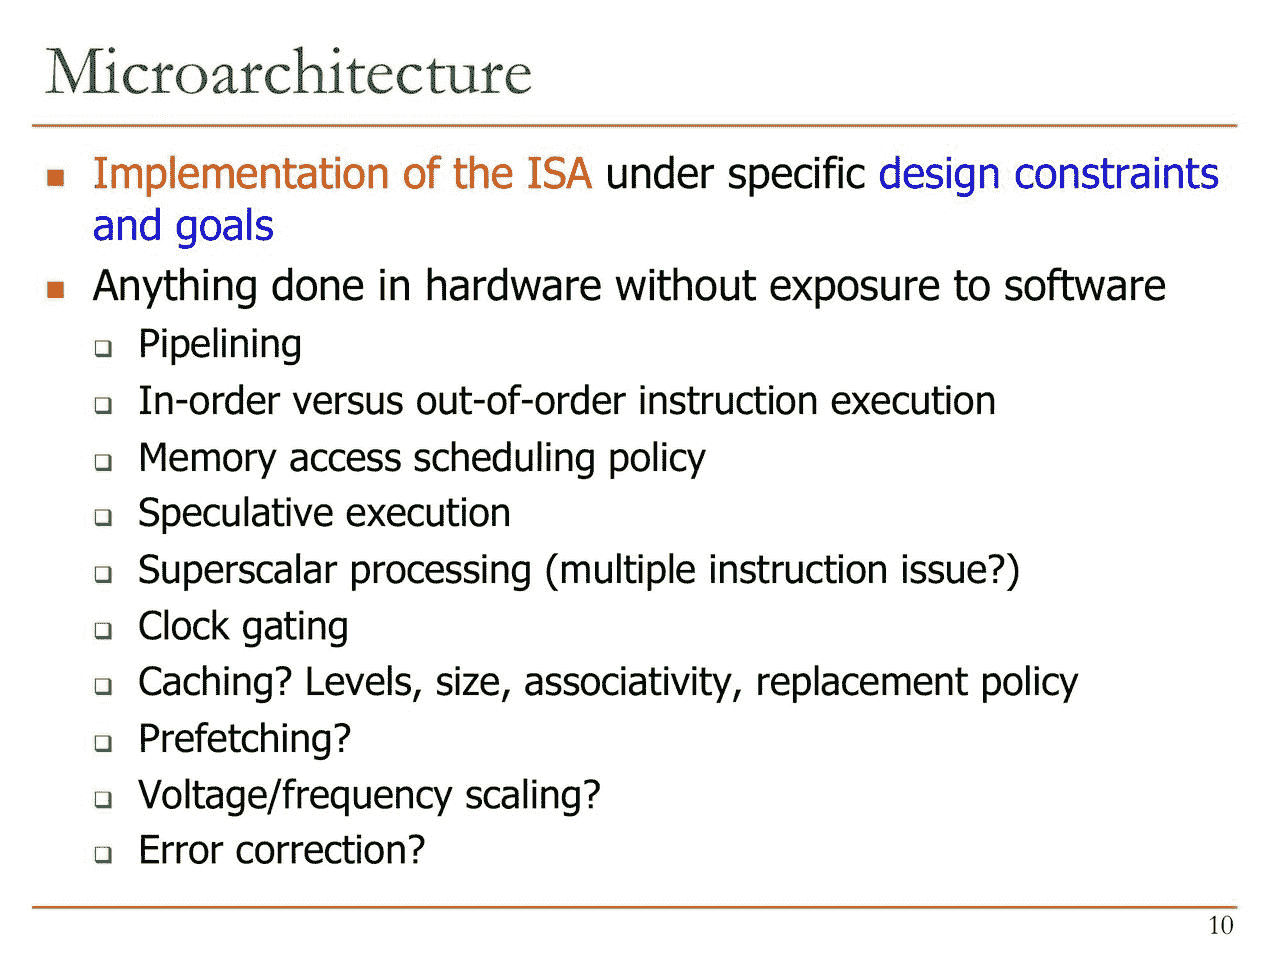 Microarchitecture
Implementation of the ISA under specific design constraints
and goals
Anything done in hardware without exposure to software
Pipelining
In-order versus out-of-order instruction execution
Memory access scheduling policy
Speculative execution
Superscalar processing (multiple instruction issue?)
Clock gating
Caching? Levels, size, associativity, replacement policy
Prefetching?
Voltage/frequency scaling?
Error correction?
10